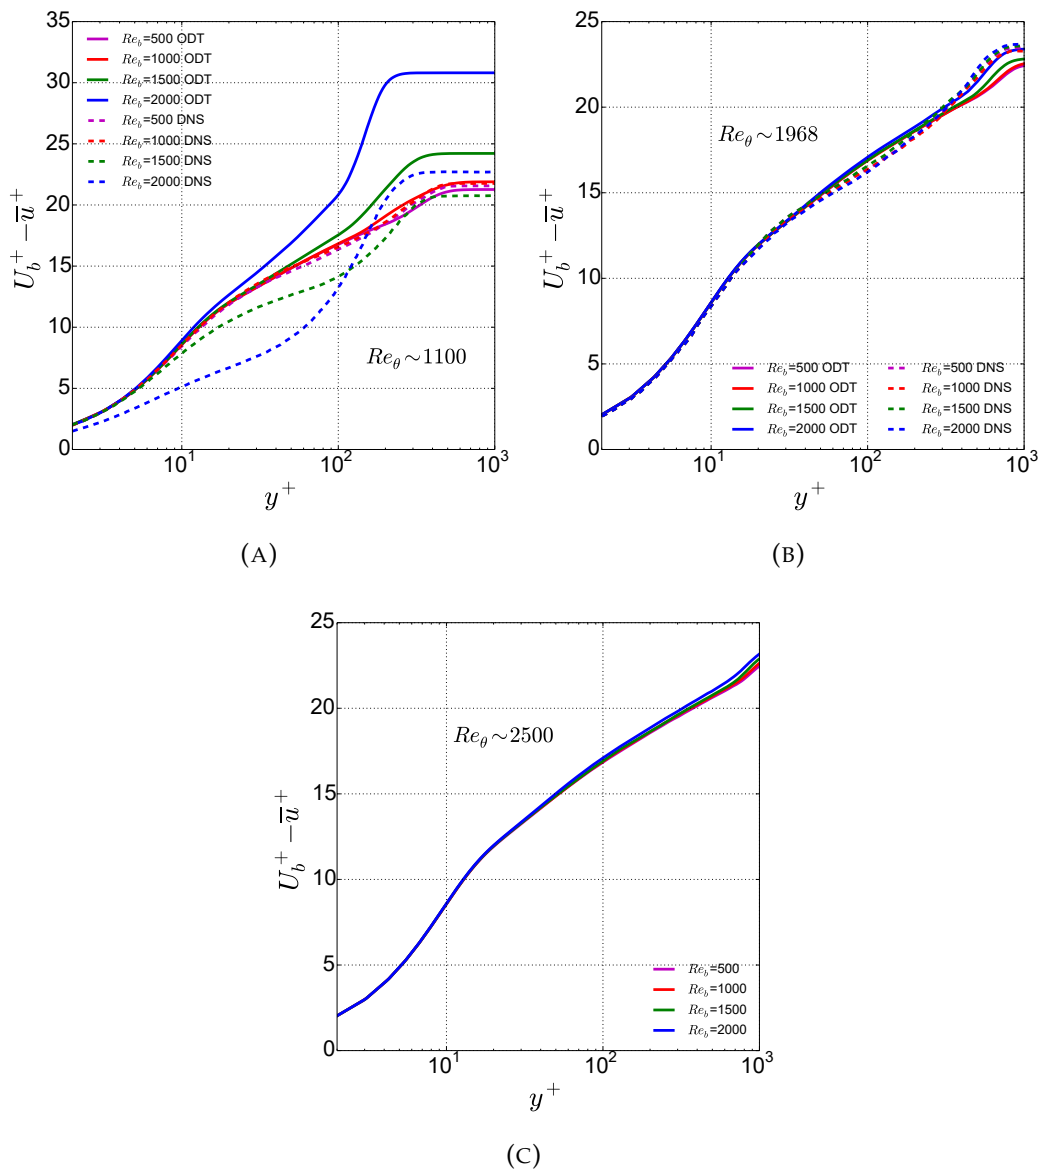 35
30
25
20
15
10
5
0
Re_b=500 ODT
Re_b=1000 ODT
Re_b=1500 ODT
Re_b=2000 ODT
Re_b=500 DNS
Re_b=1000 DNS
Re_b=1500 DNS
Re_b=2000 DNS
Re_θ∼1100
U_b^+ − u̅^+
10^1
10^2
10^3
y^+
(A)
25
20
15
10
5
0
Re_θ∼1968
Re_b=500 ODT
Re_b=1000 ODT
Re_b=1500 ODT
Re_b=2000 ODT
Re_b=500 DNS
Re_b=1000 DNS
Re_b=1500 DNS
Re_b=2000 DNS
U_b^+ − u̅^+
10^1
10^2
10^3
y^+
(B)
25
20
15
10
5
0
Re_θ∼2500
Re_b=500
Re_b=1000
Re_b=1500
Re_b=2000
U_b^+ − u̅^+
10^1
10^2
10^3
y^+
(C)